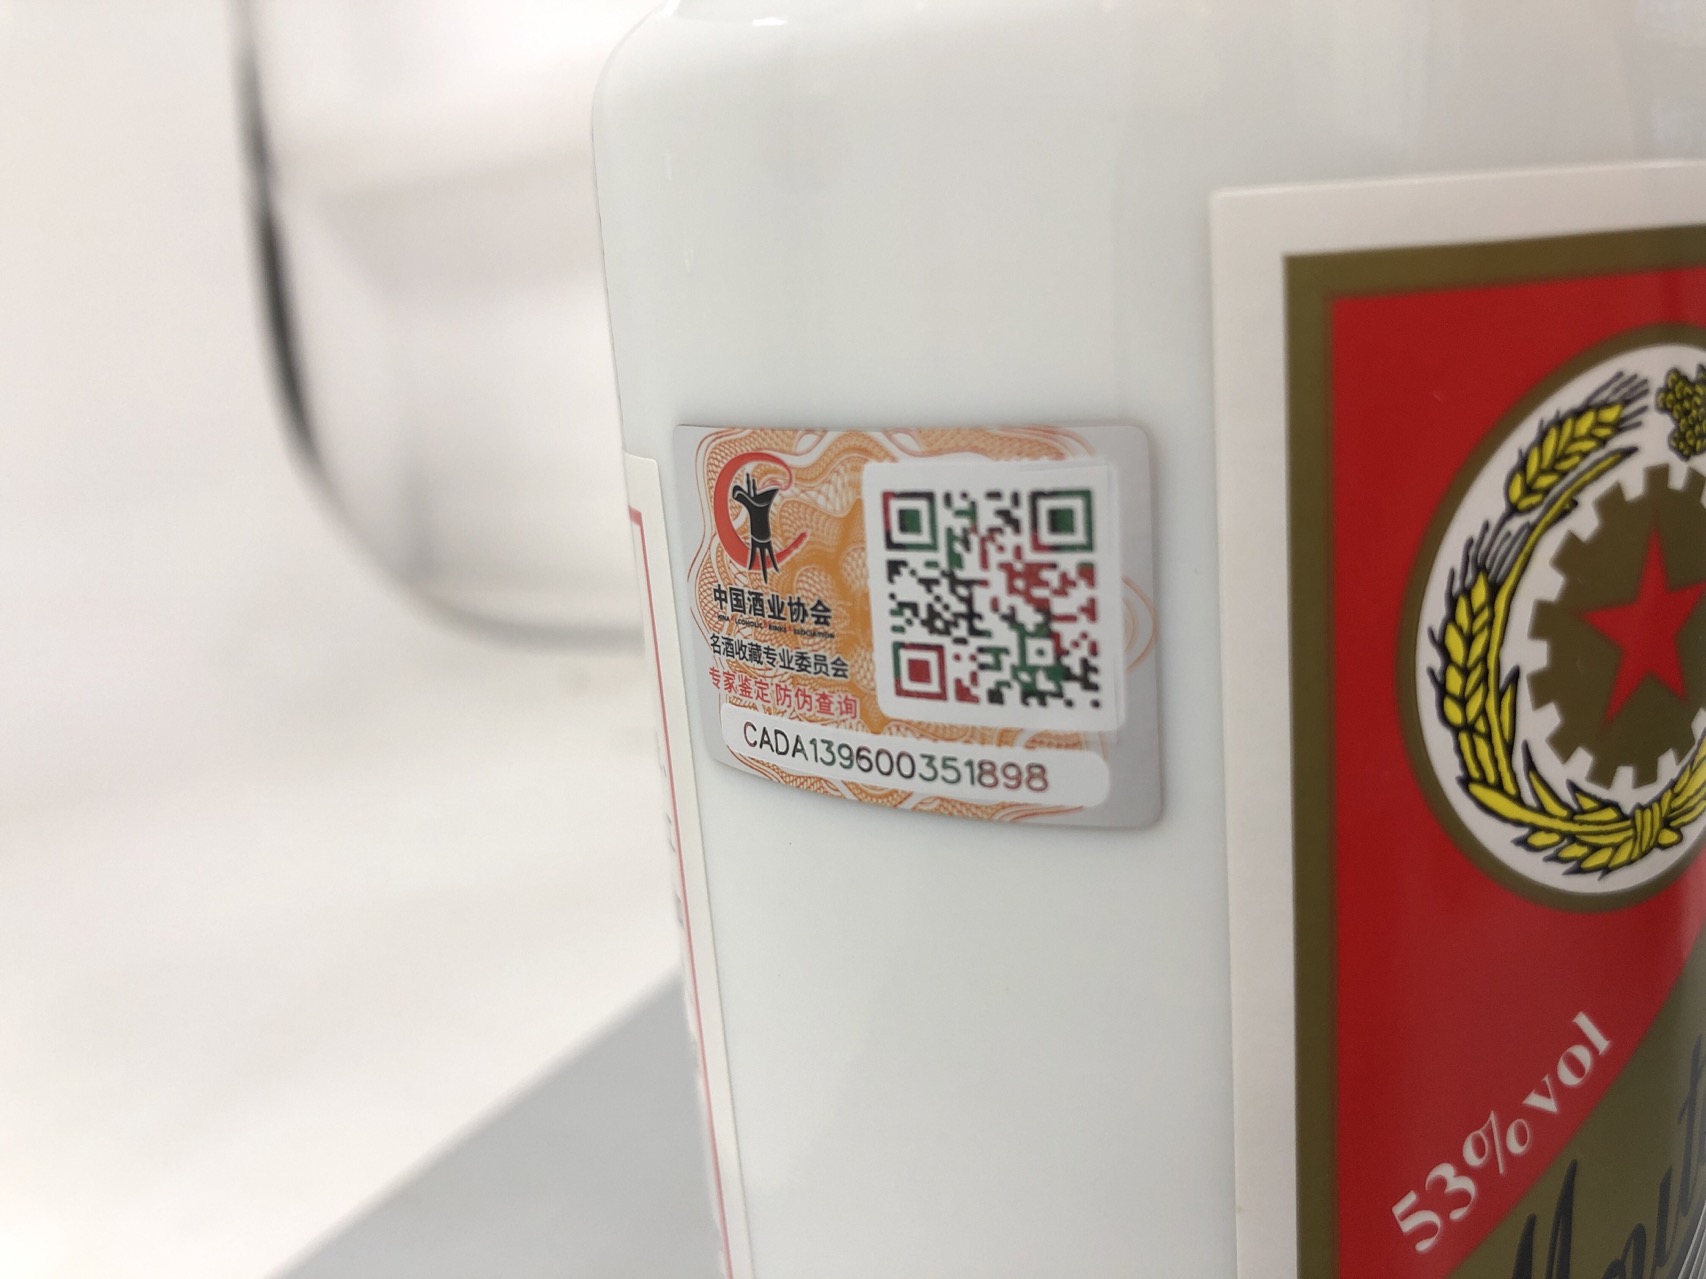 中国酒业协会
名酒收藏专业委员会
专家鉴定 防伪查询
CADA139600351898
53%vol